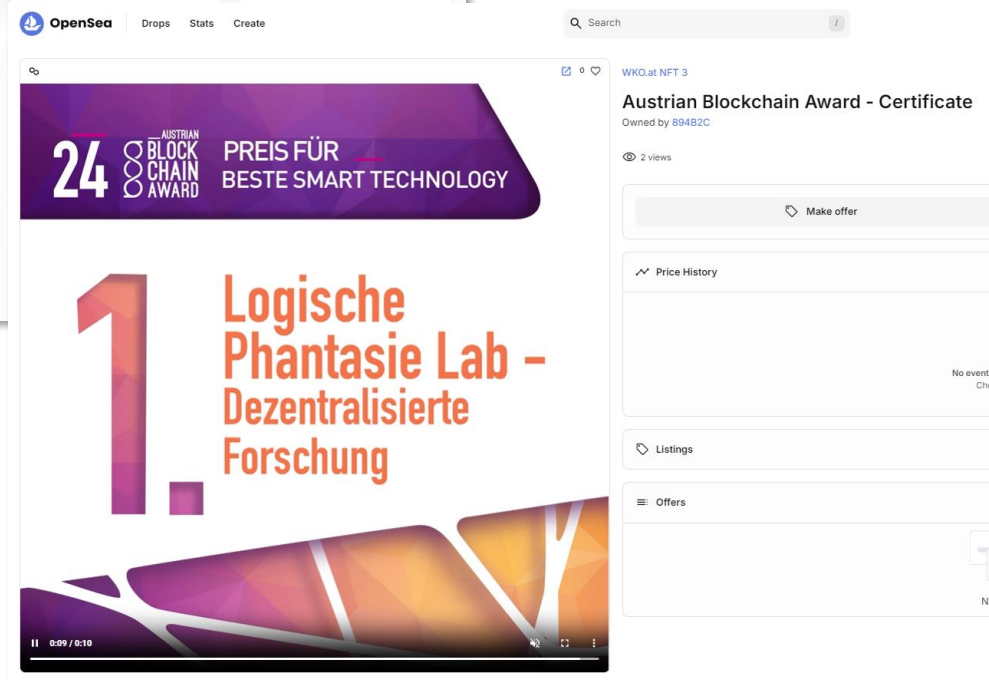 OpenSea
Drops
Stats
Create
Search
/
0
24
AUSTRIAN
BLOCK
CHAIN
AWARD
PREIS FÜR
BESTE SMART TECHNOLOGY
1.
Logische
Phantasie Lab –
Dezentralisierte
Forschung
0:09 / 0:10
WKO.at NFT 3
Austrian Blockchain Award - Certificate
Owned by 894B2C
2 views
Make offer
Price History
No event
Listings
Offers